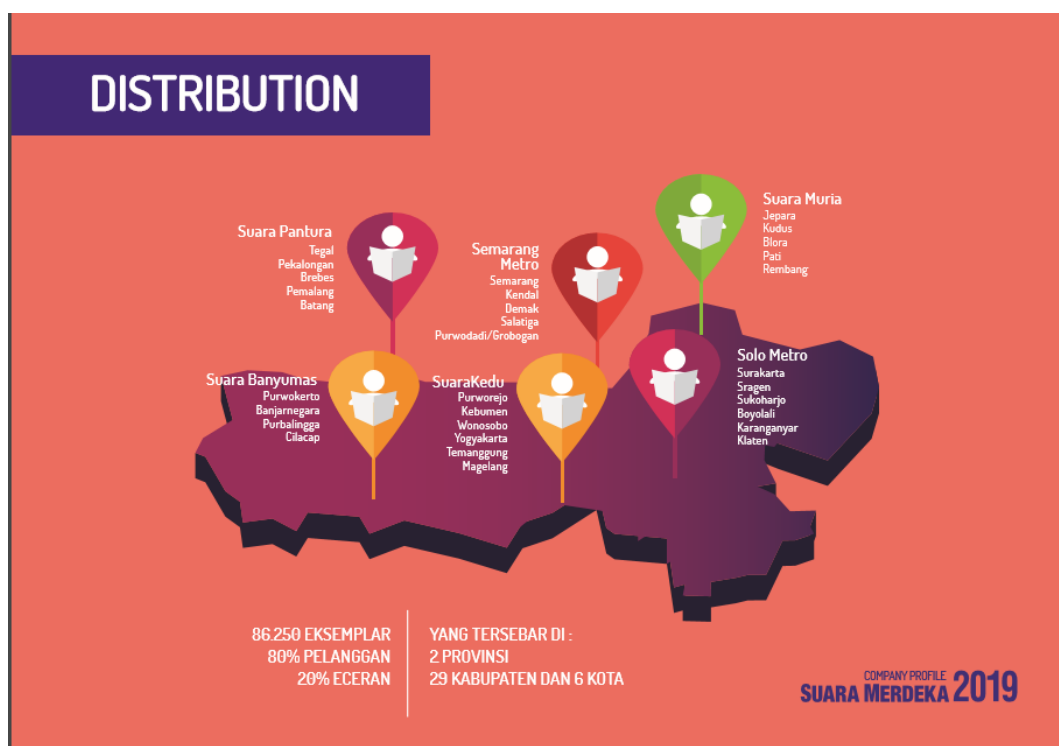 DISTRIBUTION
Suara Pantura
Tegal
Pekalongan
Brebes
Pemalang
Batang
Semarang
Metro
Semarang
Kendal
Demak
Salatiga
Purwodadi/Grobogan
Suara Muria
Jepara
Kudus
Blora
Pati
Rembang
Suara Banyumas
Purwokerto
Banjarnegara
Purbalingga
Cilacap
SuaraKedu
Purworejo
Kebumen
Wonosobo
Yogyakarta
Temanggung
Magelang
Solo Metro
Surakarta
Sragen
Sukoharjo
Boyolali
Karanganyar
Klaten
86.250 EKSEMPLAR
80% PELANGGAN
20% ECERAN
YANG TERSEBAR DI :
2 PROVINSI
29 KABUPATEN DAN 6 KOTA
COMPANY PROFILE
SUARA MERDEKA 2019